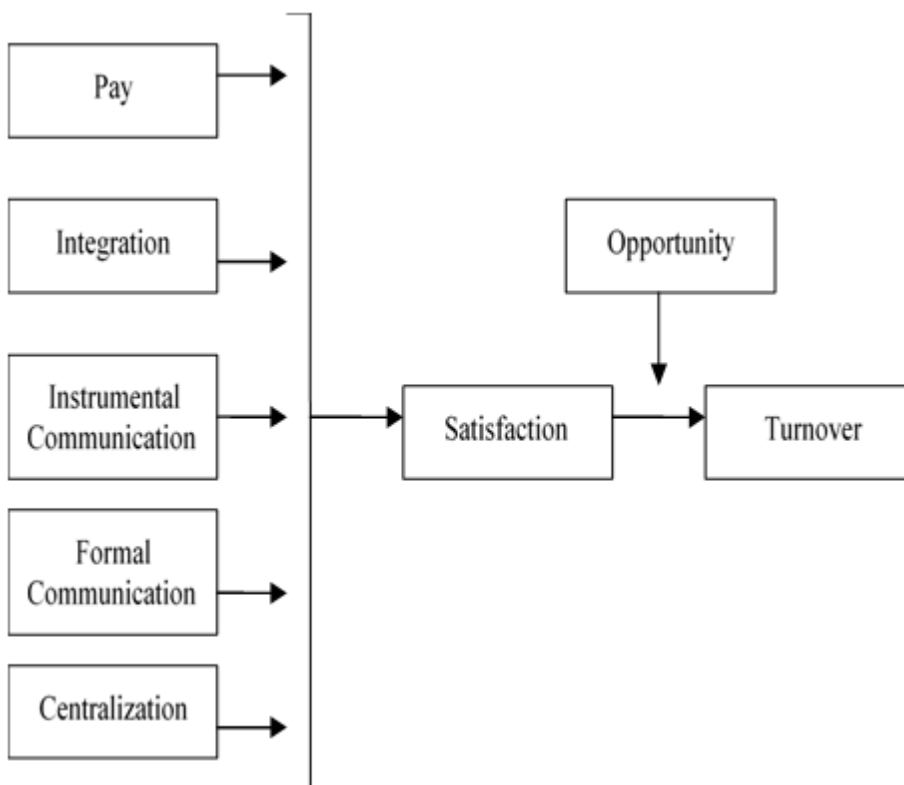 Pay
Integration
Instrumental
Communication
Formal
Communication
Centralization
Opportunity
Satisfaction
Turnover